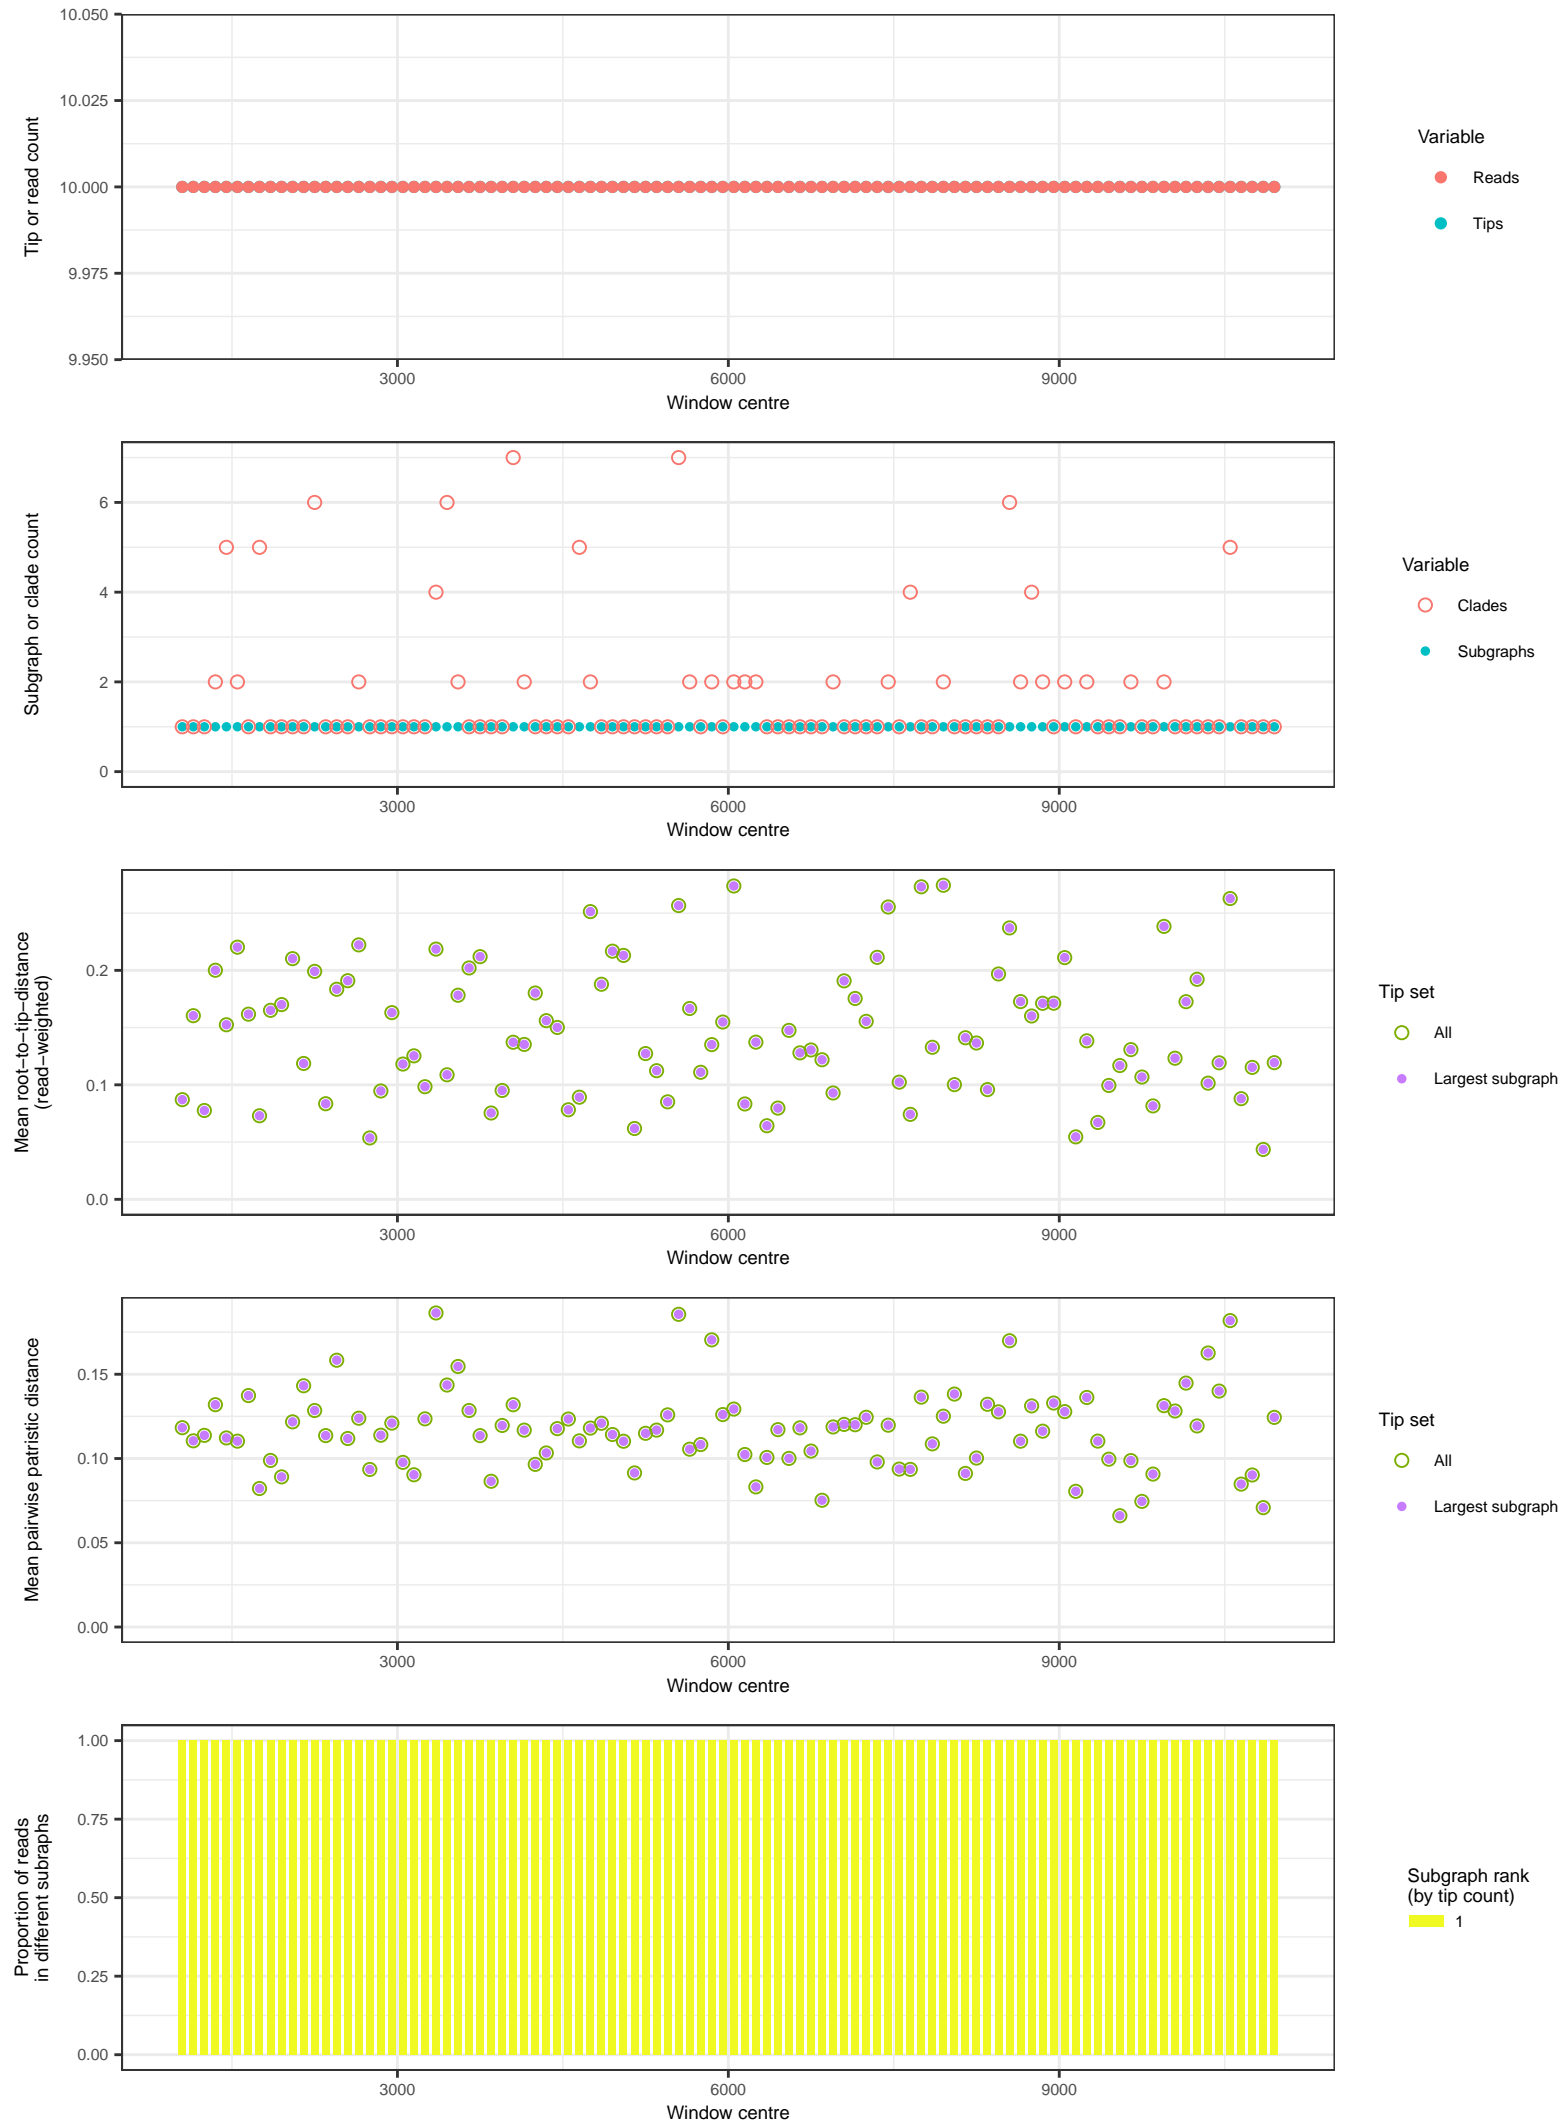 10.050
10.025
10.000
9.975
9.950
Tip or read count
3000
6000
9000
Window centre
Variable
Reads
Tips
6
4
2
0
Subgraph or clade count
3000
6000
9000
Window centre
Variable
Clades
Subgraphs
0.2
0.1
0.0
Mean root−to−tip−distance
(read−weighted)
3000
6000
9000
Window centre
Tip set
All
Largest subgraph
0.15
0.10
0.05
0.00
Mean pairwise patristic distance
3000
6000
9000
Window centre
Tip set
All
Largest subgraph
1.00
0.75
0.50
0.25
0.00
Proportion of reads
in different subraphs
3000
6000
9000
Window centre
Subgraph rank
(by tip count)
1